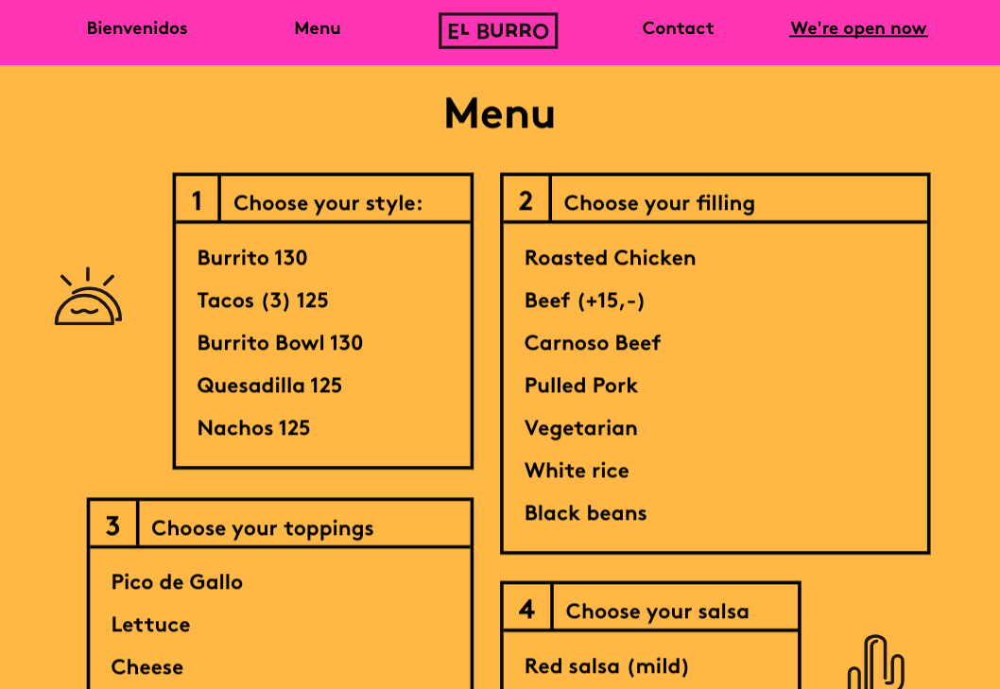 Bienvenidos
Menu
EL BURRO
Contact
We're open now
Menu
1 Choose your style:
Burrito 130
Tacos (3) 125
Burrito Bowl 130
Quesadilla 125
Nachos 125
2 Choose your filling
Roasted Chicken
Beef (+15,-)
Carnoso Beef
Pulled Pork
Vegetarian
White rice
Black beans
3 Choose your toppings
Pico de Gallo
Lettuce
Cheese
4 Choose your salsa
Red salsa (mild)